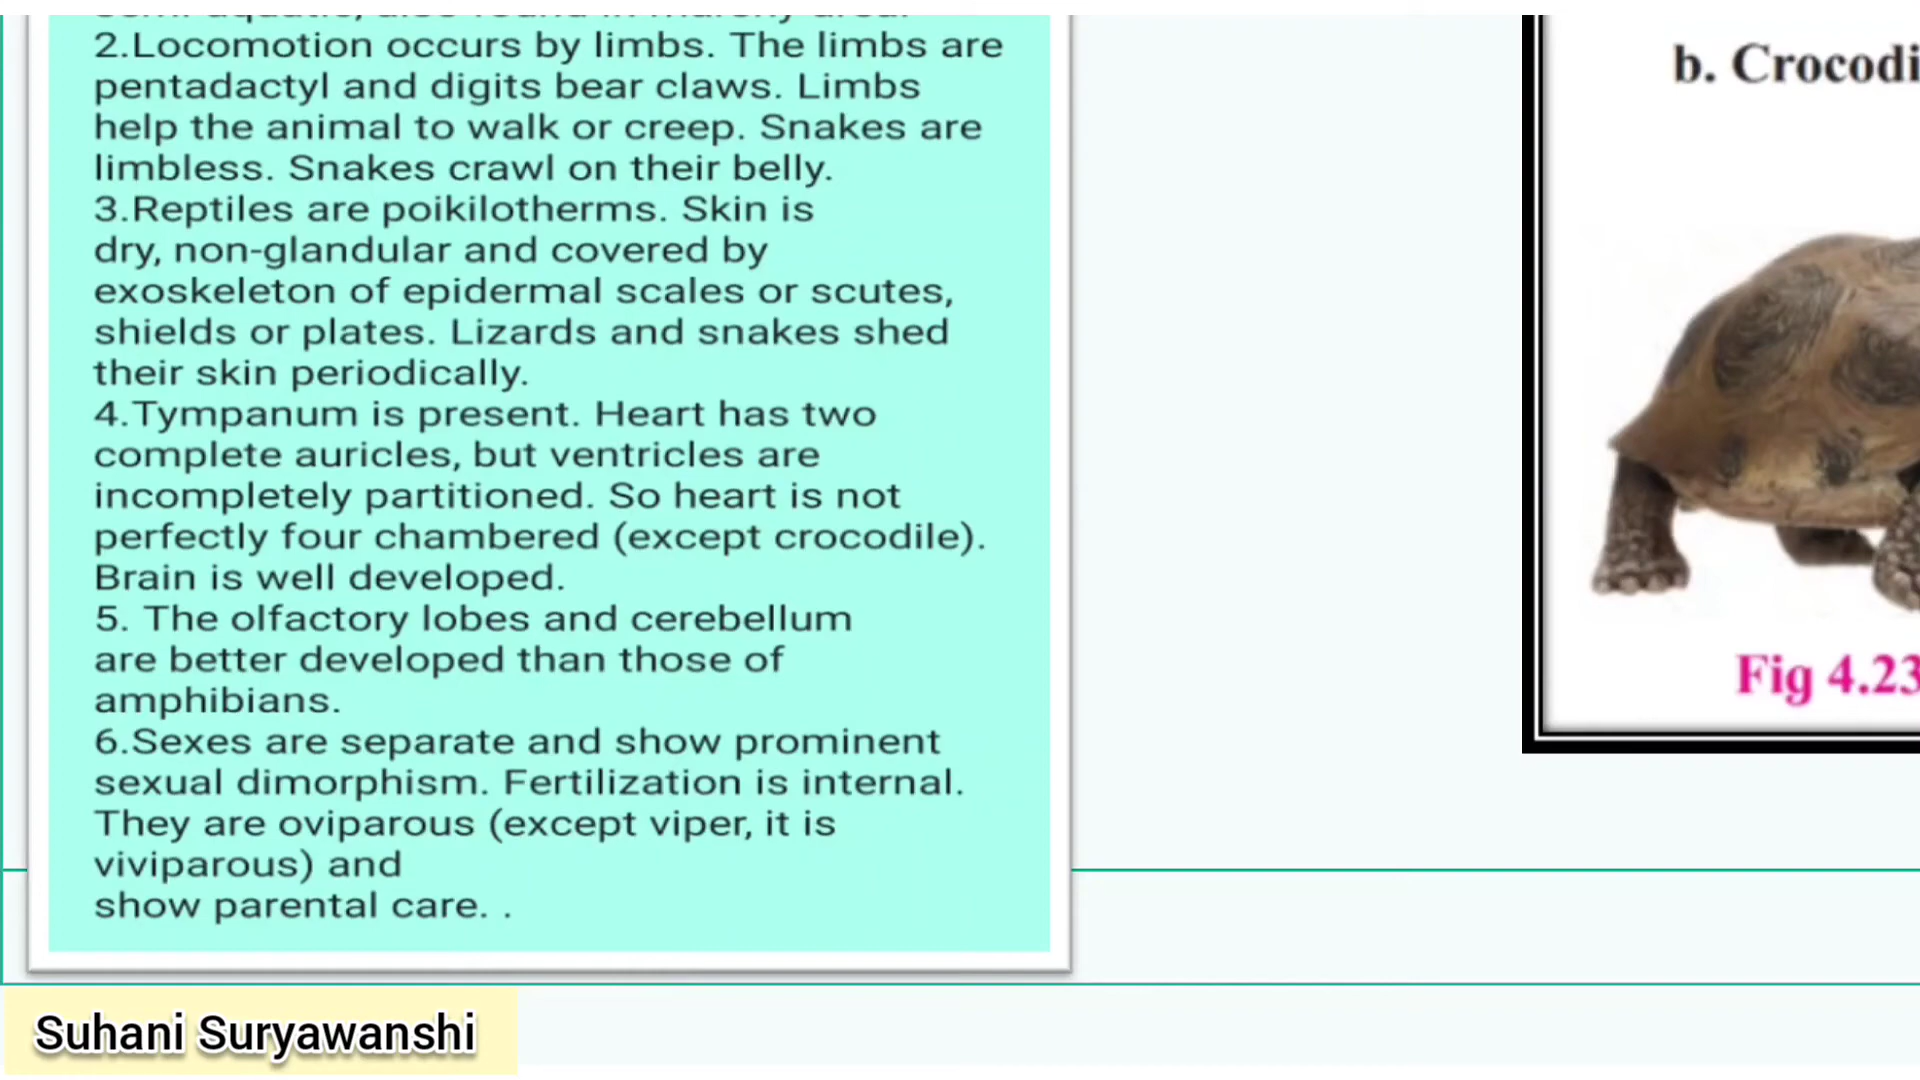 2.Locomotion occurs by limbs. The limbs are
pentadactyl and digits bear claws. Limbs
help the animal to walk or creep. Snakes are
limbless. Snakes crawl on their belly.
3.Reptiles are poikilotherms. Skin is
dry, non-glandular and covered by
exoskeleton of epidermal scales or scutes,
shields or plates. Lizards and snakes shed
their skin periodically.
4.Tympanum is present. Heart has two
complete auricles, but ventricles are
incompletely partitioned. So heart is not
perfectly four chambered (except crocodile).
Brain is well developed.
5. The olfactory lobes and cerebellum
are better developed than those of
amphibians.
6.Sexes are separate and show prominent
sexual dimorphism. Fertilization is internal.
They are oviparous (except viper, it is
viviparous) and
show parental care. .
b. Crocodi
Fig 4.23
Suhani Suryawanshi